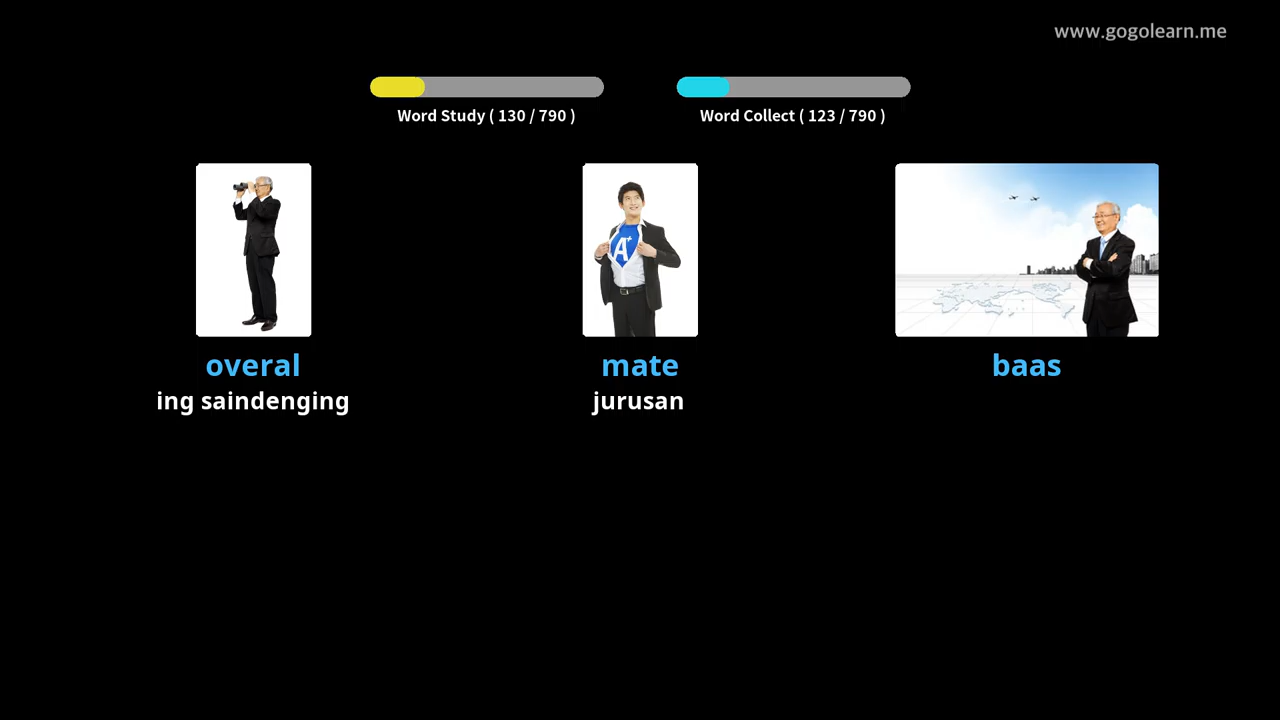 www.gogolearn.me
Word Study ( 130 / 790 )
Word Collect ( 123 / 790 )
A+
overal
mate
baas
ing saindenging
jurusan